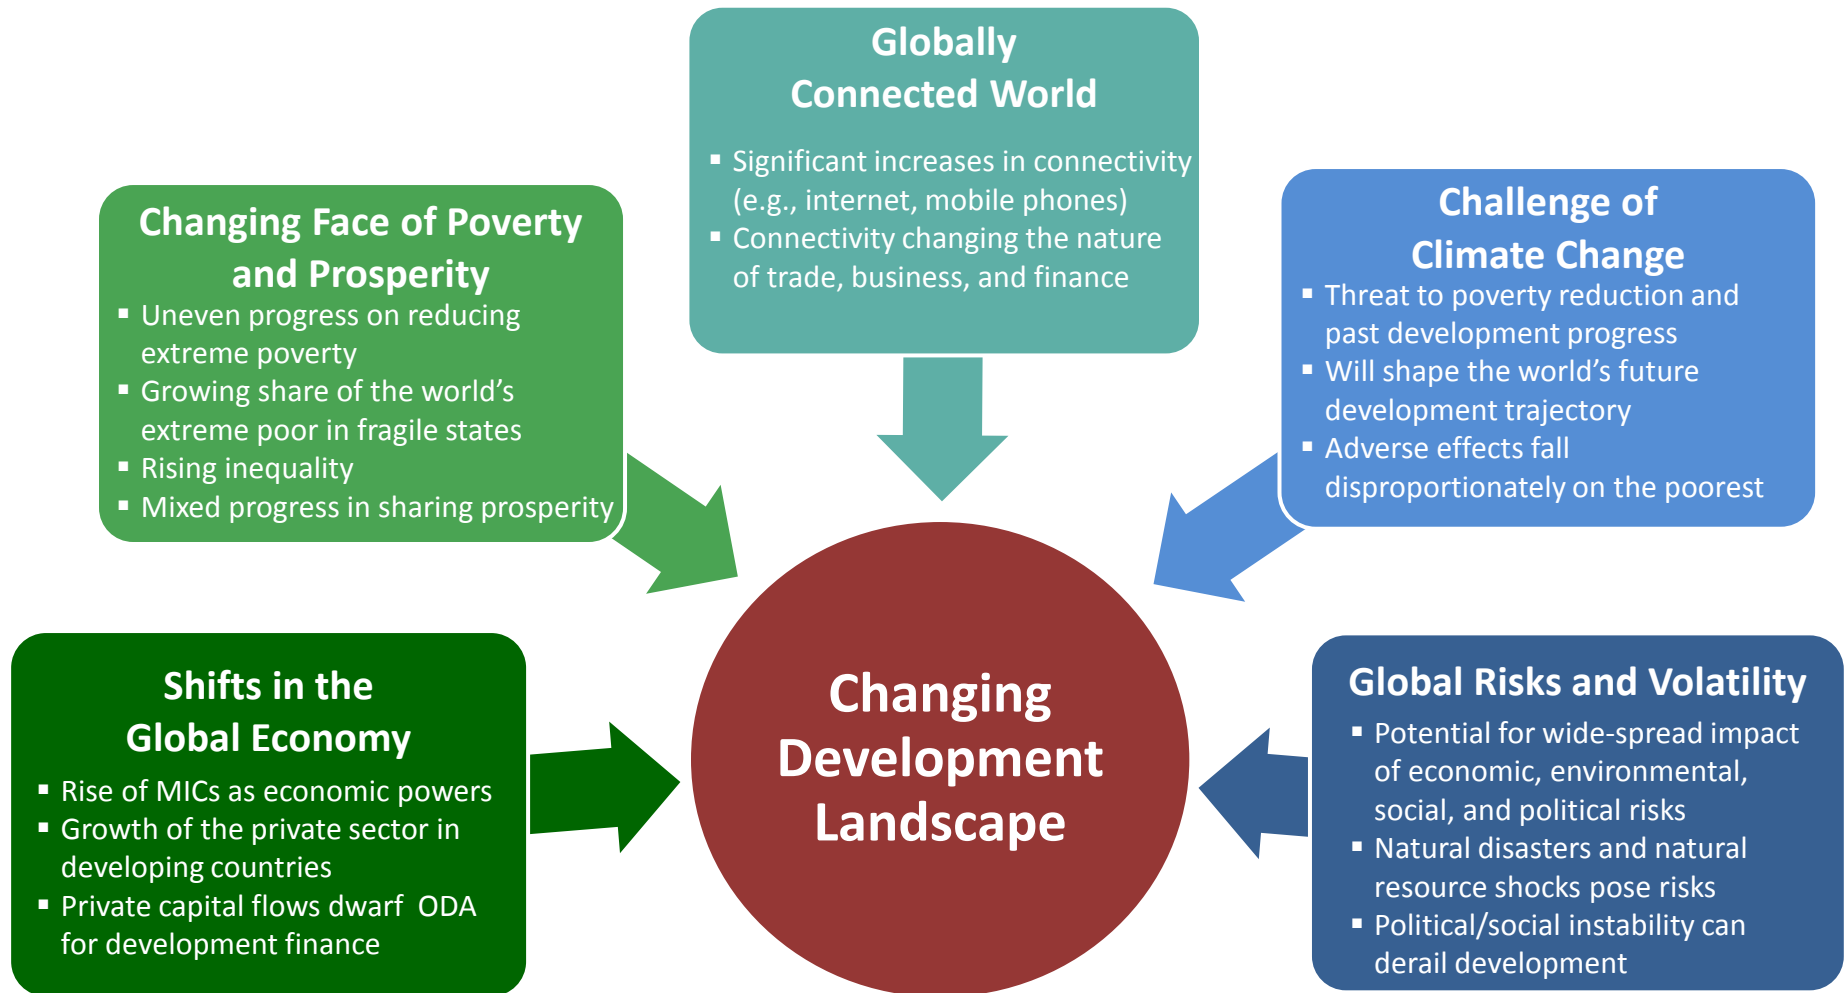 Globally
Connected World
▪ Significant increases in connectivity
(e.g., internet, mobile phones)
▪ Connectivity changing the nature
of trade, business, and finance
Changing Face of Poverty
and Prosperity
▪ Uneven progress on reducing
extreme poverty
▪ Growing share of the world’s
extreme poor in fragile states
▪ Rising inequality
▪ Mixed progress in sharing prosperity
Challenge of
Climate Change
▪ Threat to poverty reduction and
past development progress
▪ Will shape the world’s future
development trajectory
▪ Adverse effects fall
disproportionately on the poorest
Shifts in the
Global Economy
▪ Rise of MICs as economic powers
▪ Growth of the private sector in
developing countries
▪ Private capital flows dwarf ODA
for development finance
Changing
Development
Landscape
Global Risks and Volatility
▪ Potential for wide-spread impact
of economic, environmental,
social, and political risks
▪ Natural disasters and natural
resource shocks pose risks
▪ Political/social instability can
derail development